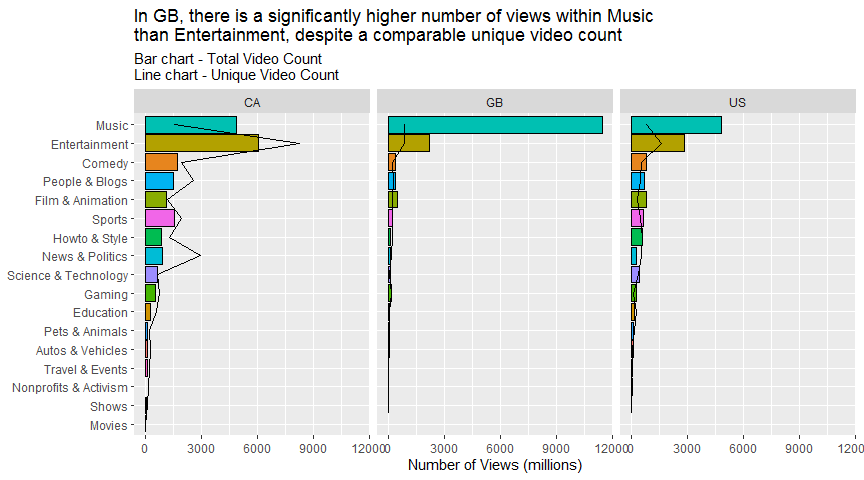 In GB, there is a significantly higher number of views within Music
than Entertainment, despite a comparable unique video count
Bar chart - Total Video Count
Line chart - Unique Video Count
CA
GB
US
Music
Entertainment
Comedy
People & Blogs
Film & Animation
Sports
Howto & Style
News & Politics
Science & Technology
Gaming
Education
Pets & Animals
Autos & Vehicles
Travel & Events
Nonprofits & Activism
Shows
Movies
0 3000 6000 9000 12000 0 3000 6000 9000 12000 0 3000 6000 9000 12000
Number of Views (millions)